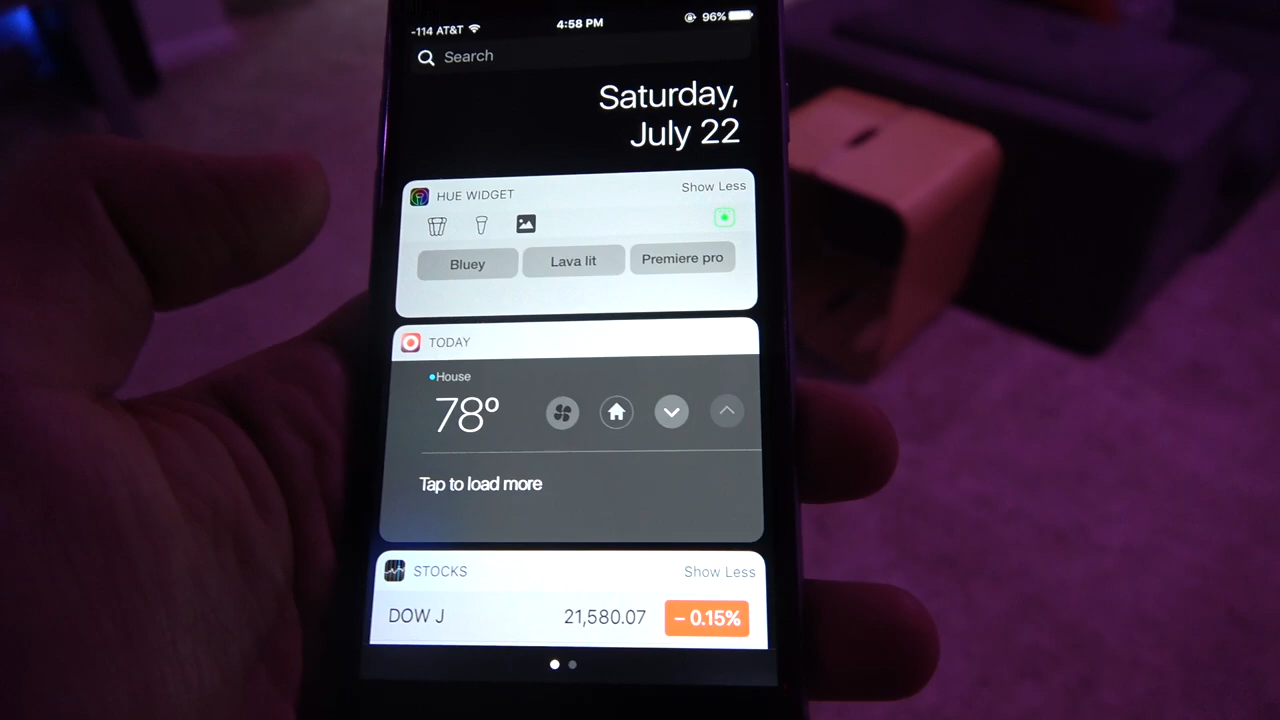 -114 AT&T 4:58 PM 96%
Search
Saturday,
July 22
HUE WIDGET Show Less
Bluey Lava lit Premiere pro
TODAY
House
78°
Tap to load more
STOCKS Show Less
DOW J 21,580.07 – 0.15%